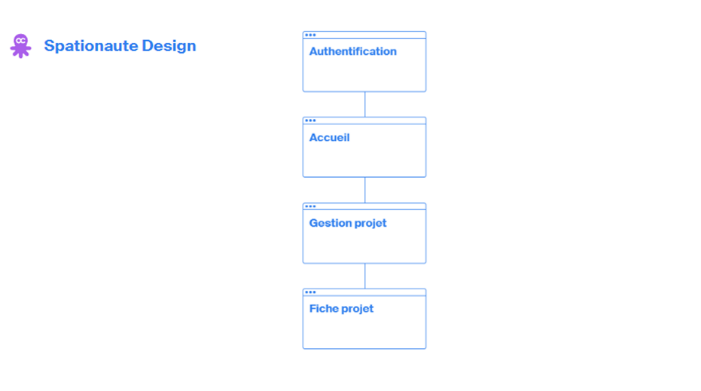 Spationaute Design
Authentification
Accueil
Gestion projet
Fiche projet